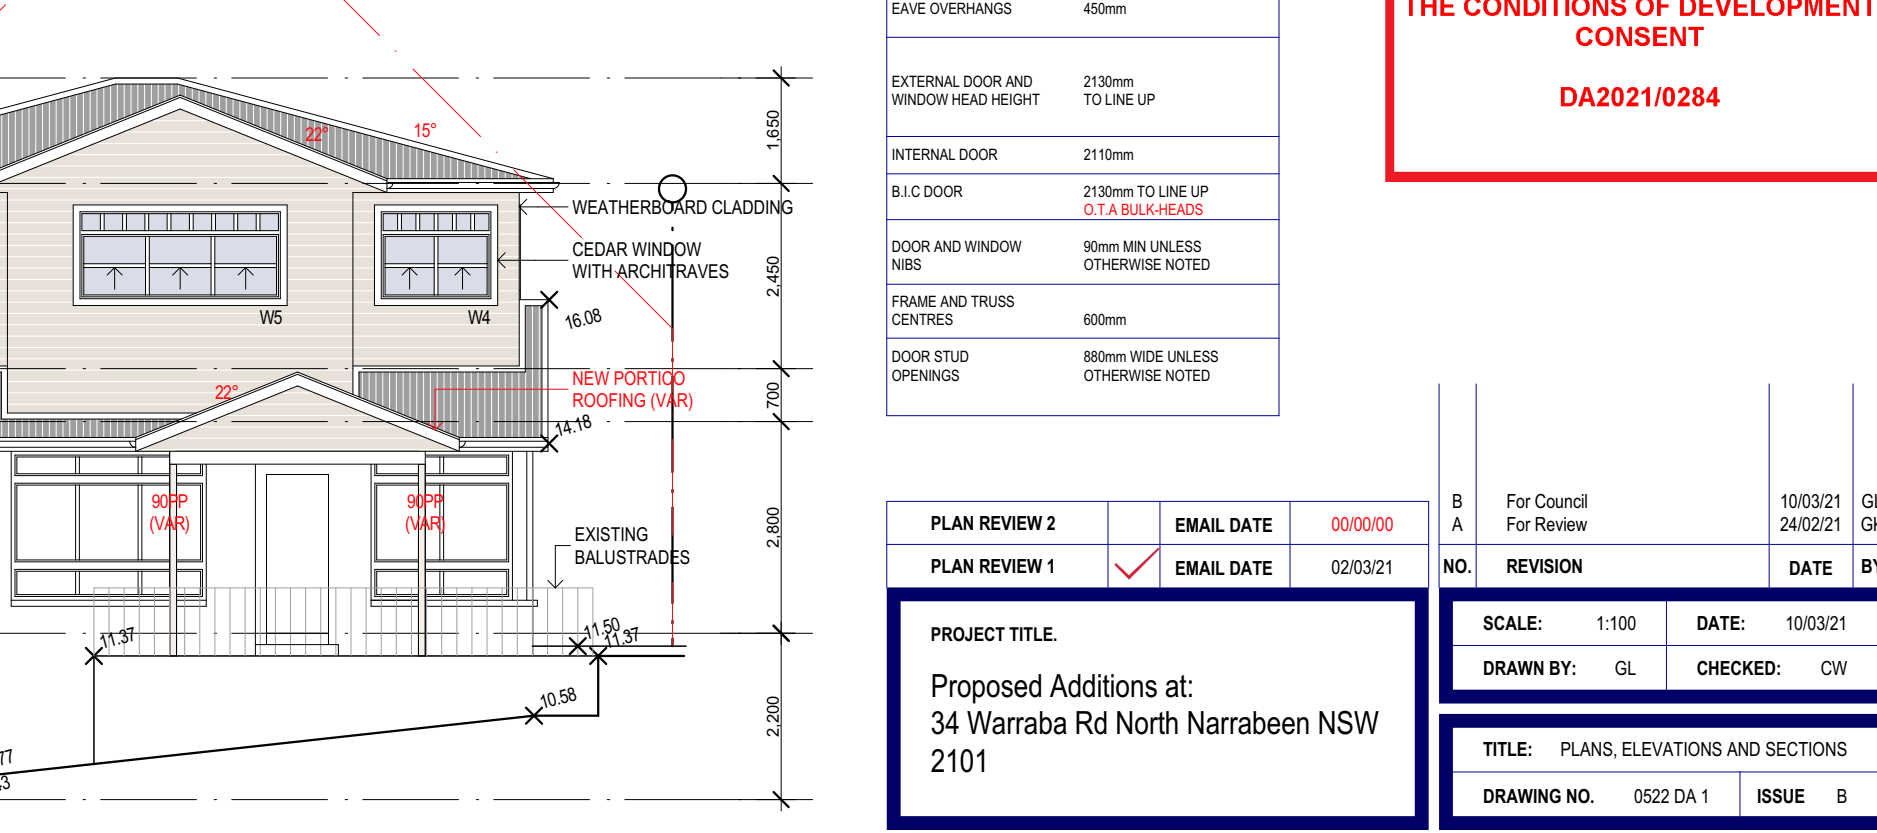 22°
15°
1,650
WEATHERBOARD CLADDING
CEDAR WINDOW
WITH ARCHITRAVES
2,450
W5
W4
16.08
22°
NEW PORTICO
ROOFING (VAR)
700
14.18
90PP
(VAR)
90PP
(VAR)
EXISTING
BALUSTRADES
2,800
11.37
11.50
11.37
10.58
2,200
EAVE OVERHANGS 450mm
EXTERNAL DOOR AND 2130mm
WINDOW HEAD HEIGHT TO LINE UP
INTERNAL DOOR 2110mm
B.I.C DOOR 2130mm TO LINE UP
O.T.A BULK-HEADS
DOOR AND WINDOW 90mm MIN UNLESS
NIBS OTHERWISE NOTED
FRAME AND TRUSS
CENTRES 600mm
DOOR STUD 880mm WIDE UNLESS
OPENINGS OTHERWISE NOTED
THE CONDITIONS OF DEVELOPMENT
CONSENT
DA2021/0284
PLAN REVIEW 2 EMAIL DATE 00/00/00
PLAN REVIEW 1 EMAIL DATE 02/03/21
PROJECT TITLE.
Proposed Additions at:
34 Warraba Rd North Narrabeen NSW
2101
B For Council 10/03/21
A For Review 24/02/21
NO. REVISION DATE BY
SCALE: 1:100 DATE: 10/03/21
DRAWN BY: GL CHECKED: CW
TITLE: PLANS, ELEVATIONS AND SECTIONS
DRAWING NO. 0522 DA 1 ISSUE B